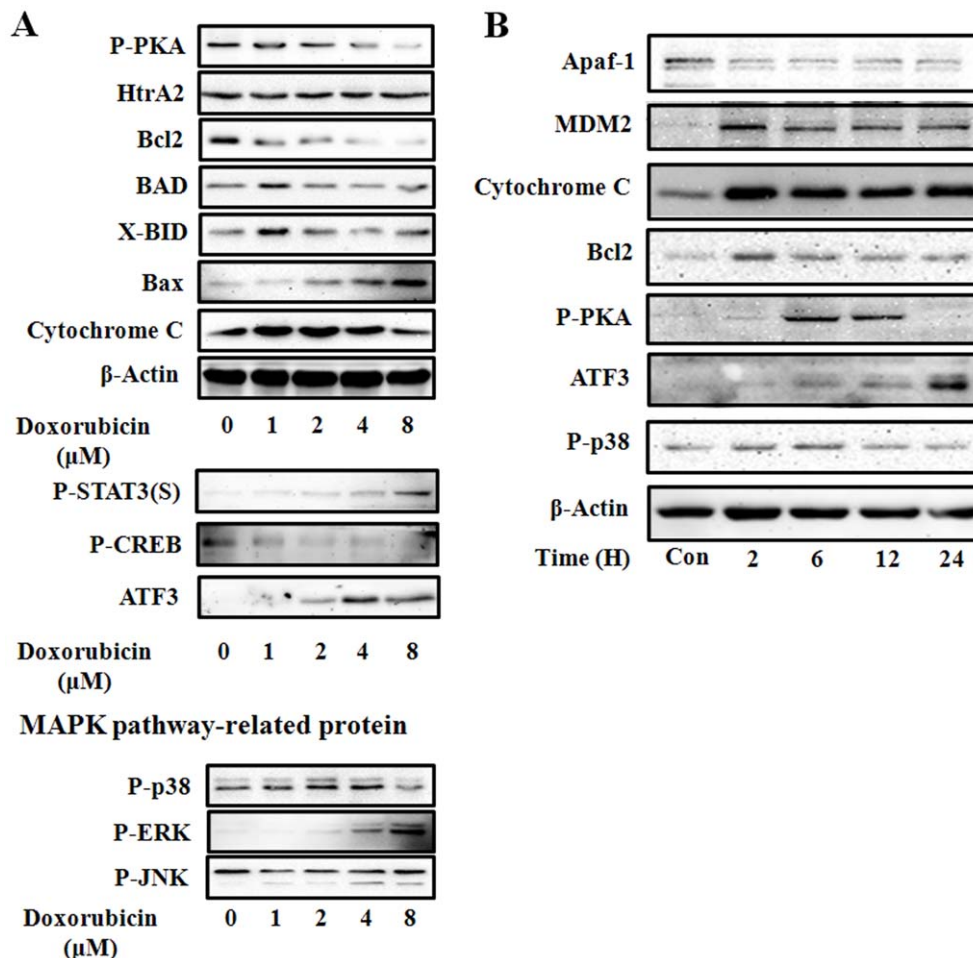 A
P-PKA
HtrA2
Bcl2
BAD
X-BID
Bax
Cytochrome C
β-Actin
Doxorubicin 0 1 2 4 8
(μM)
P-STAT3(S)
P-CREB
ATF3
Doxorubicin 0 1 2 4 8
(μM)
MAPK pathway-related protein
P-p38
P-ERK
P-JNK
Doxorubicin 0 1 2 4 8
(μM)
B
Apaf-1
MDM2
Cytochrome C
Bcl2
P-PKA
ATF3
P-p38
β-Actin
Time (H) Con 2 6 12 24